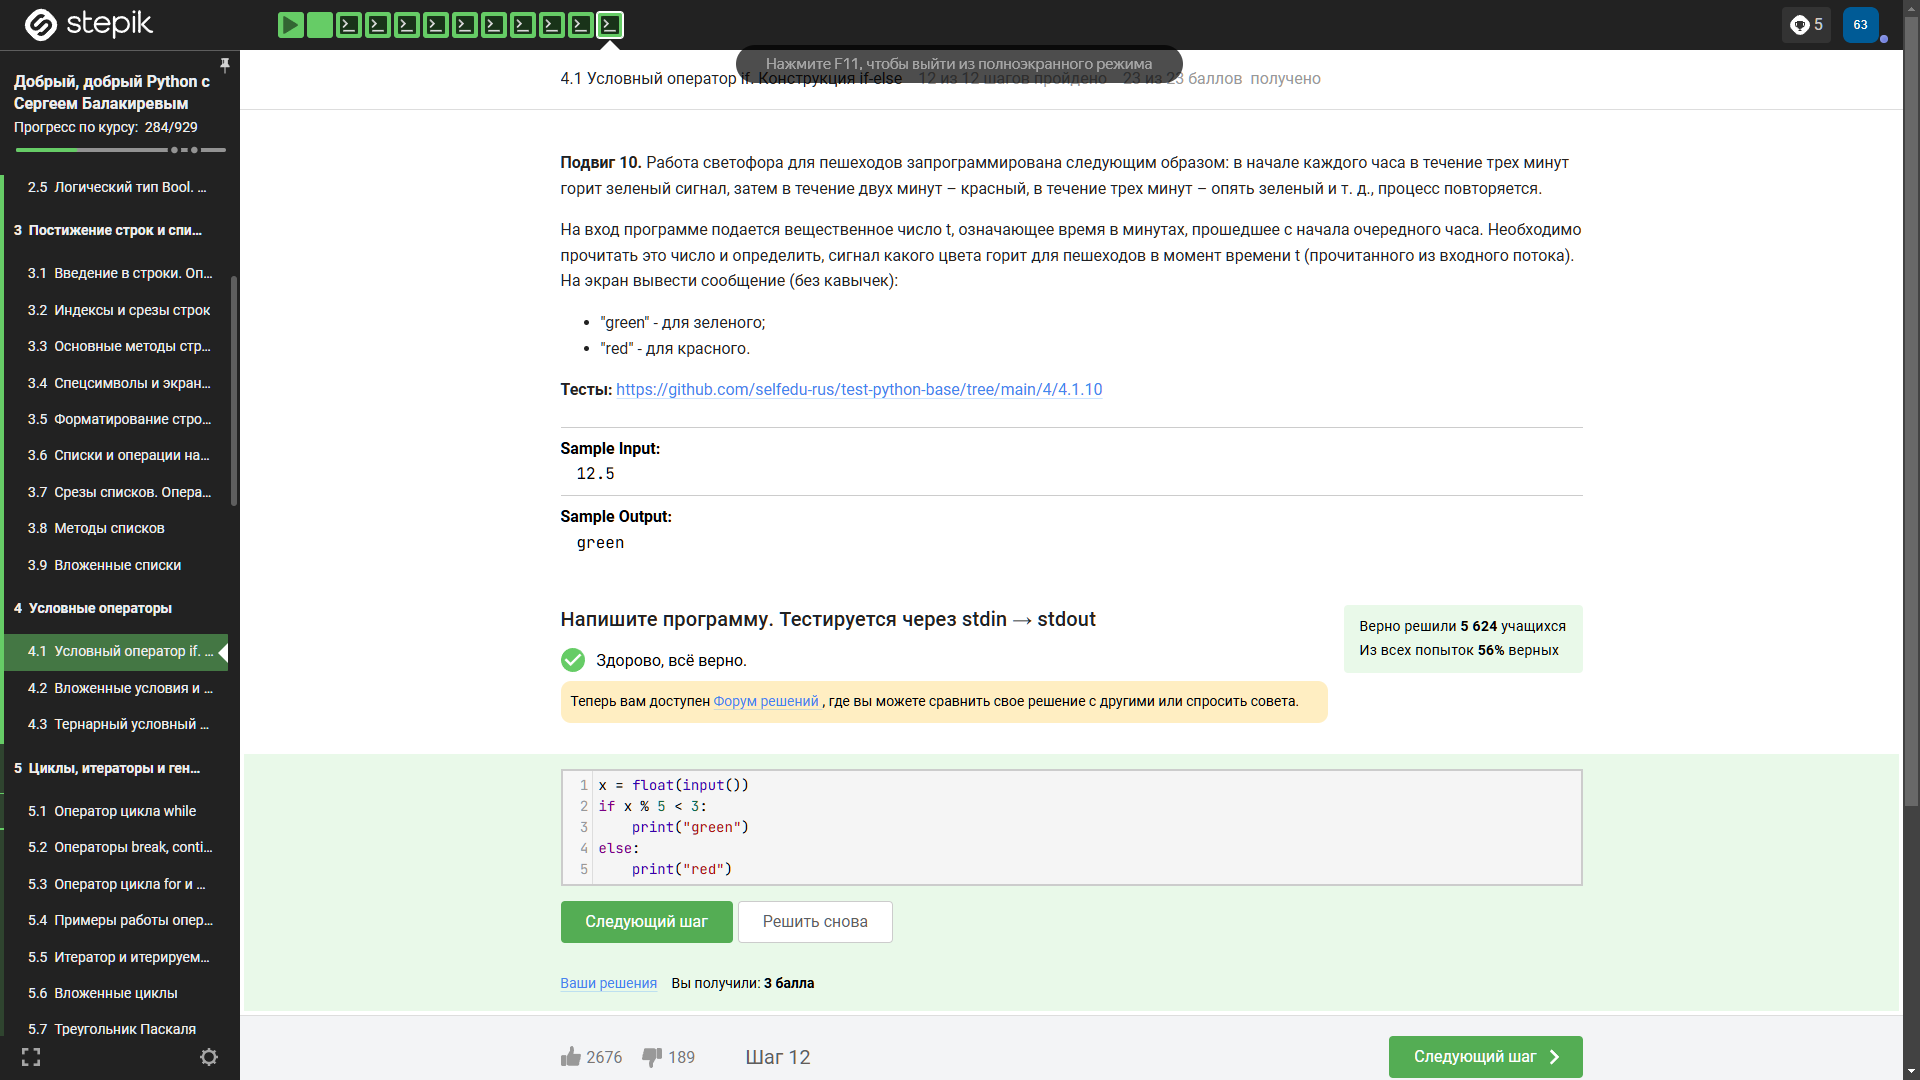 stepik
5
63
Нажмите F11, чтобы выйти из полноэкранного режима
4.1 Условный оператор if. Конструкция if-else 12 из 12 шагов пройдено 23 из 23 баллов получено
Добрый, добрый Python с
Сергеем Балакиревым
Прогресс по курсу: 284/929
2.5 Логический тип Bool. ...
3 Постижение строк и спи...
3.1 Введение в строки. Оп...
3.2 Индексы и срезы строк
3.3 Основные методы стр...
3.4 Спецсимволы и экран...
3.5 Форматирование стро...
3.6 Списки и операции на...
3.7 Срезы списков. Опера...
3.8 Методы списков
3.9 Вложенные списки
4 Условные операторы
4.1 Условный оператор if. ...
4.2 Вложенные условия и ...
4.3 Тернарный условный ...
5 Циклы, итераторы и ген...
5.1 Оператор цикла while
5.2 Операторы break, conti...
5.3 Оператор цикла for и ...
5.4 Примеры работы опер...
5.5 Итератор и итерируем...
5.6 Вложенные циклы
5.7 Треугольник Паскаля
Подвиг 10. Работа светофора для пешеходов запрограммирована следующим образом: в начале каждого часа в течение трех минут
горит зеленый сигнал, затем в течение двух минут – красный, в течение трех минут – опять зеленый и т. д., процесс повторяется.
На вход программе подается вещественное число t, означающее время в минутах, прошедшее с начала очередного часа. Необходимо
прочитать это число и определить, сигнал какого цвета горит для пешеходов в момент времени t (прочитанного из входного потока).
На экран вывести сообщение (без кавычек):
"green" - для зеленого;
"red" - для красного.
Тесты: https://github.com/selfedu-rus/test-python-base/tree/main/4/4.1.10
Sample Input:
12.5
Sample Output:
green
Напишите программу. Тестируется через stdin → stdout
Верно решили 5 624 учащихся
Из всех попыток 56% верных
Здорово, всё верно.
Теперь вам доступен Форум решений , где вы можете сравнить свое решение с другими или спросить совета.
1 x = float(input())
2 if x % 5 < 3:
3     print("green")
4 else:
5     print("red")
Следующий шаг
Решить снова
Ваши решения Вы получили: 3 балла
2676 189 Шаг 12
Следующий шаг